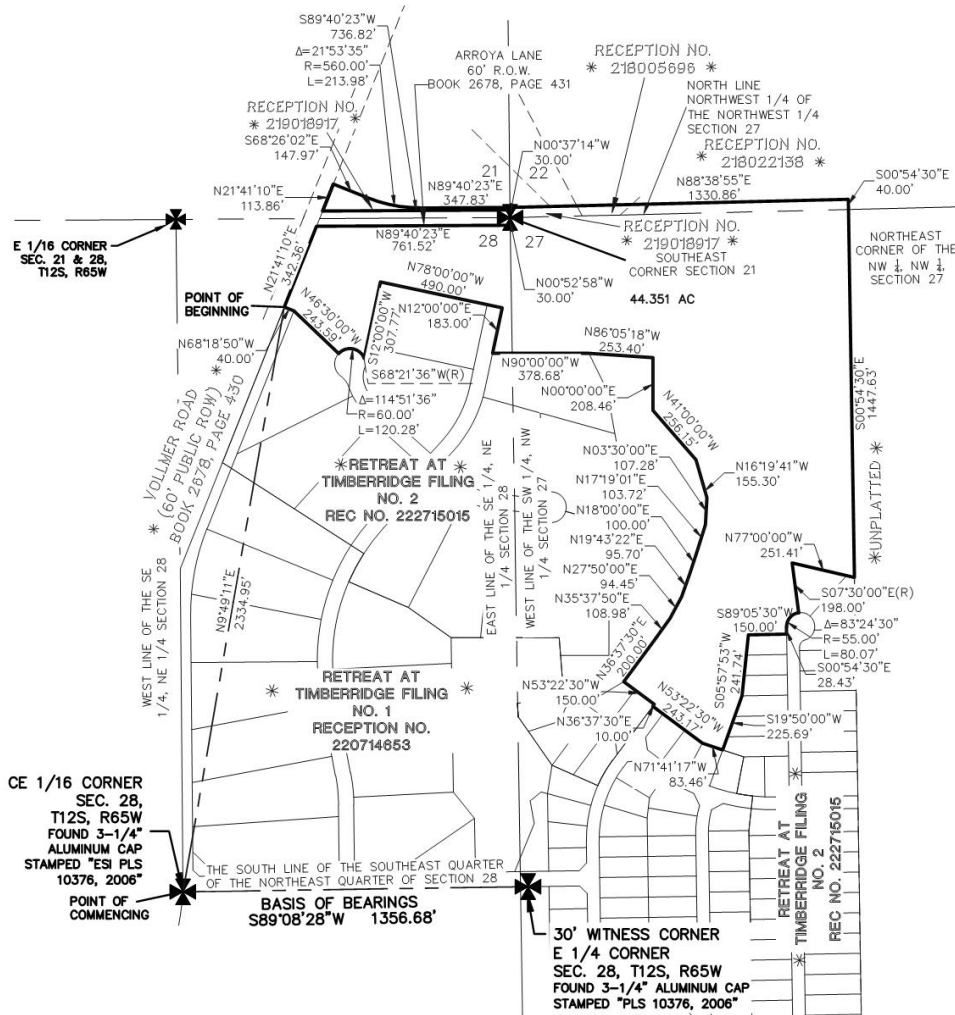 S89°40'23"W
736.82'
Δ=21°53'35"
R=560.00'
L=213.98'
RECEPTION NO.
* 219018917 *
S68°26'02"E
147.97'
N21°41'10"E
113.86'
ARROYA LANE
60' R.O.W.
BOOK 2678, PAGE 431
RECEPTION NO.
* 218005696 *
NORTH LINE
NORTHWEST 1/4 OF
THE NORTHWEST 1/4
SECTION 27
RECEPTION NO.
* 218022138 *
N00°37'14"W
30.00'
21
22
N89°40'23"E
347.83'
N88°38'55"E
1330.86'
S00°54'30"E
40.00'
E 1/16 CORNER
SEC. 21 & 28,
T12S, R65W
N21°41'10"E
342.36'
N89°40'23"E
761.52'
28
27
RECEPTION NO.
* 219018917 *
SOUTHEAST
CORNER SECTION 21
NORTHEAST
CORNER OF THE
NW 1/4, NW 1/4,
SECTION 27
N00°52'58"W
30.00'
44.351 AC
POINT OF
BEGINNING
N46°30'00"W
243.59'
N78°00'00"W
490.00'
S12°00'00"W
307.77'
N12°00'00"E
183.00'
N86°05'18"W
253.40'
N68°18'50"W
40.00'
S68°21'36"W(R)
N90°00'00"W
378.68'
N00°00'00"E
208.46'
Δ=114°51'36"
R=60.00'
L=120.28'
S00°54'30"E
1447.63'
N41°00'00"W
256.15'
* VOLLMER ROAD
(60' PUBLIC ROW) *
BOOK 2678, PAGE 430
N03°30'00"E
107.28'
N16°19'41"W
155.30'
RETREAT AT
* TIMBERRIDGE FILING *
NO. 2
REC NO. 222715015
N17°19'01"E
103.72'
N18°00'00"E
100.00'
N19°43'22"E
95.70'
N27°50'00"E
94.45'
N35°37'50"E
108.98'
*UNPLATTED *
N77°00'00"W
251.41'
S07°30'00"E(R)
198.00'
S89°05'30"W
150.00'
Δ=83°24'30"
R=55.00'
L=80.07'
S00°54'30"E
28.43'
EAST LINE OF THE SE 1/4, NE
1/4 SECTION 28
WEST LINE OF THE SW 1/4, NW
1/4 SECTION 27
WEST LINE OF THE SE
1/4, NE 1/4 SECTION 28
N9°49'11"E
2334.95'
N36°37'30"E
200.00'
S05°57'53"W
241.74'
RETREAT AT
* TIMBERRIDGE FILING *
NO. 1
RECEPTION NO.
220714653
N53°22'30"W
150.00'
N53°22'30"W
243.17'
N36°37'30"E
10.00'
S19°50'00"W
225.69'
N71°41'17"W
83.46'
CE 1/16 CORNER
SEC. 28,
T12S, R65W
FOUND 3-1/4"
ALUMINUM CAP
STAMPED "ESI PLS
10376, 2006"
POINT OF
COMMENCING
THE SOUTH LINE OF THE SOUTHEAST QUARTER
OF THE NORTHEAST QUARTER OF SECTION 28
BASIS OF BEARINGS
S89°08'28"W 1356.68'
30' WITNESS CORNER
E 1/4 CORNER
SEC. 28, T12S, R65W
FOUND 3-1/4" ALUMINUM CAP
STAMPED "PLS 10376, 2006"
RETREAT AT
* TIMBERRIDGE FILING *
NO. 2
REC NO. 222715015